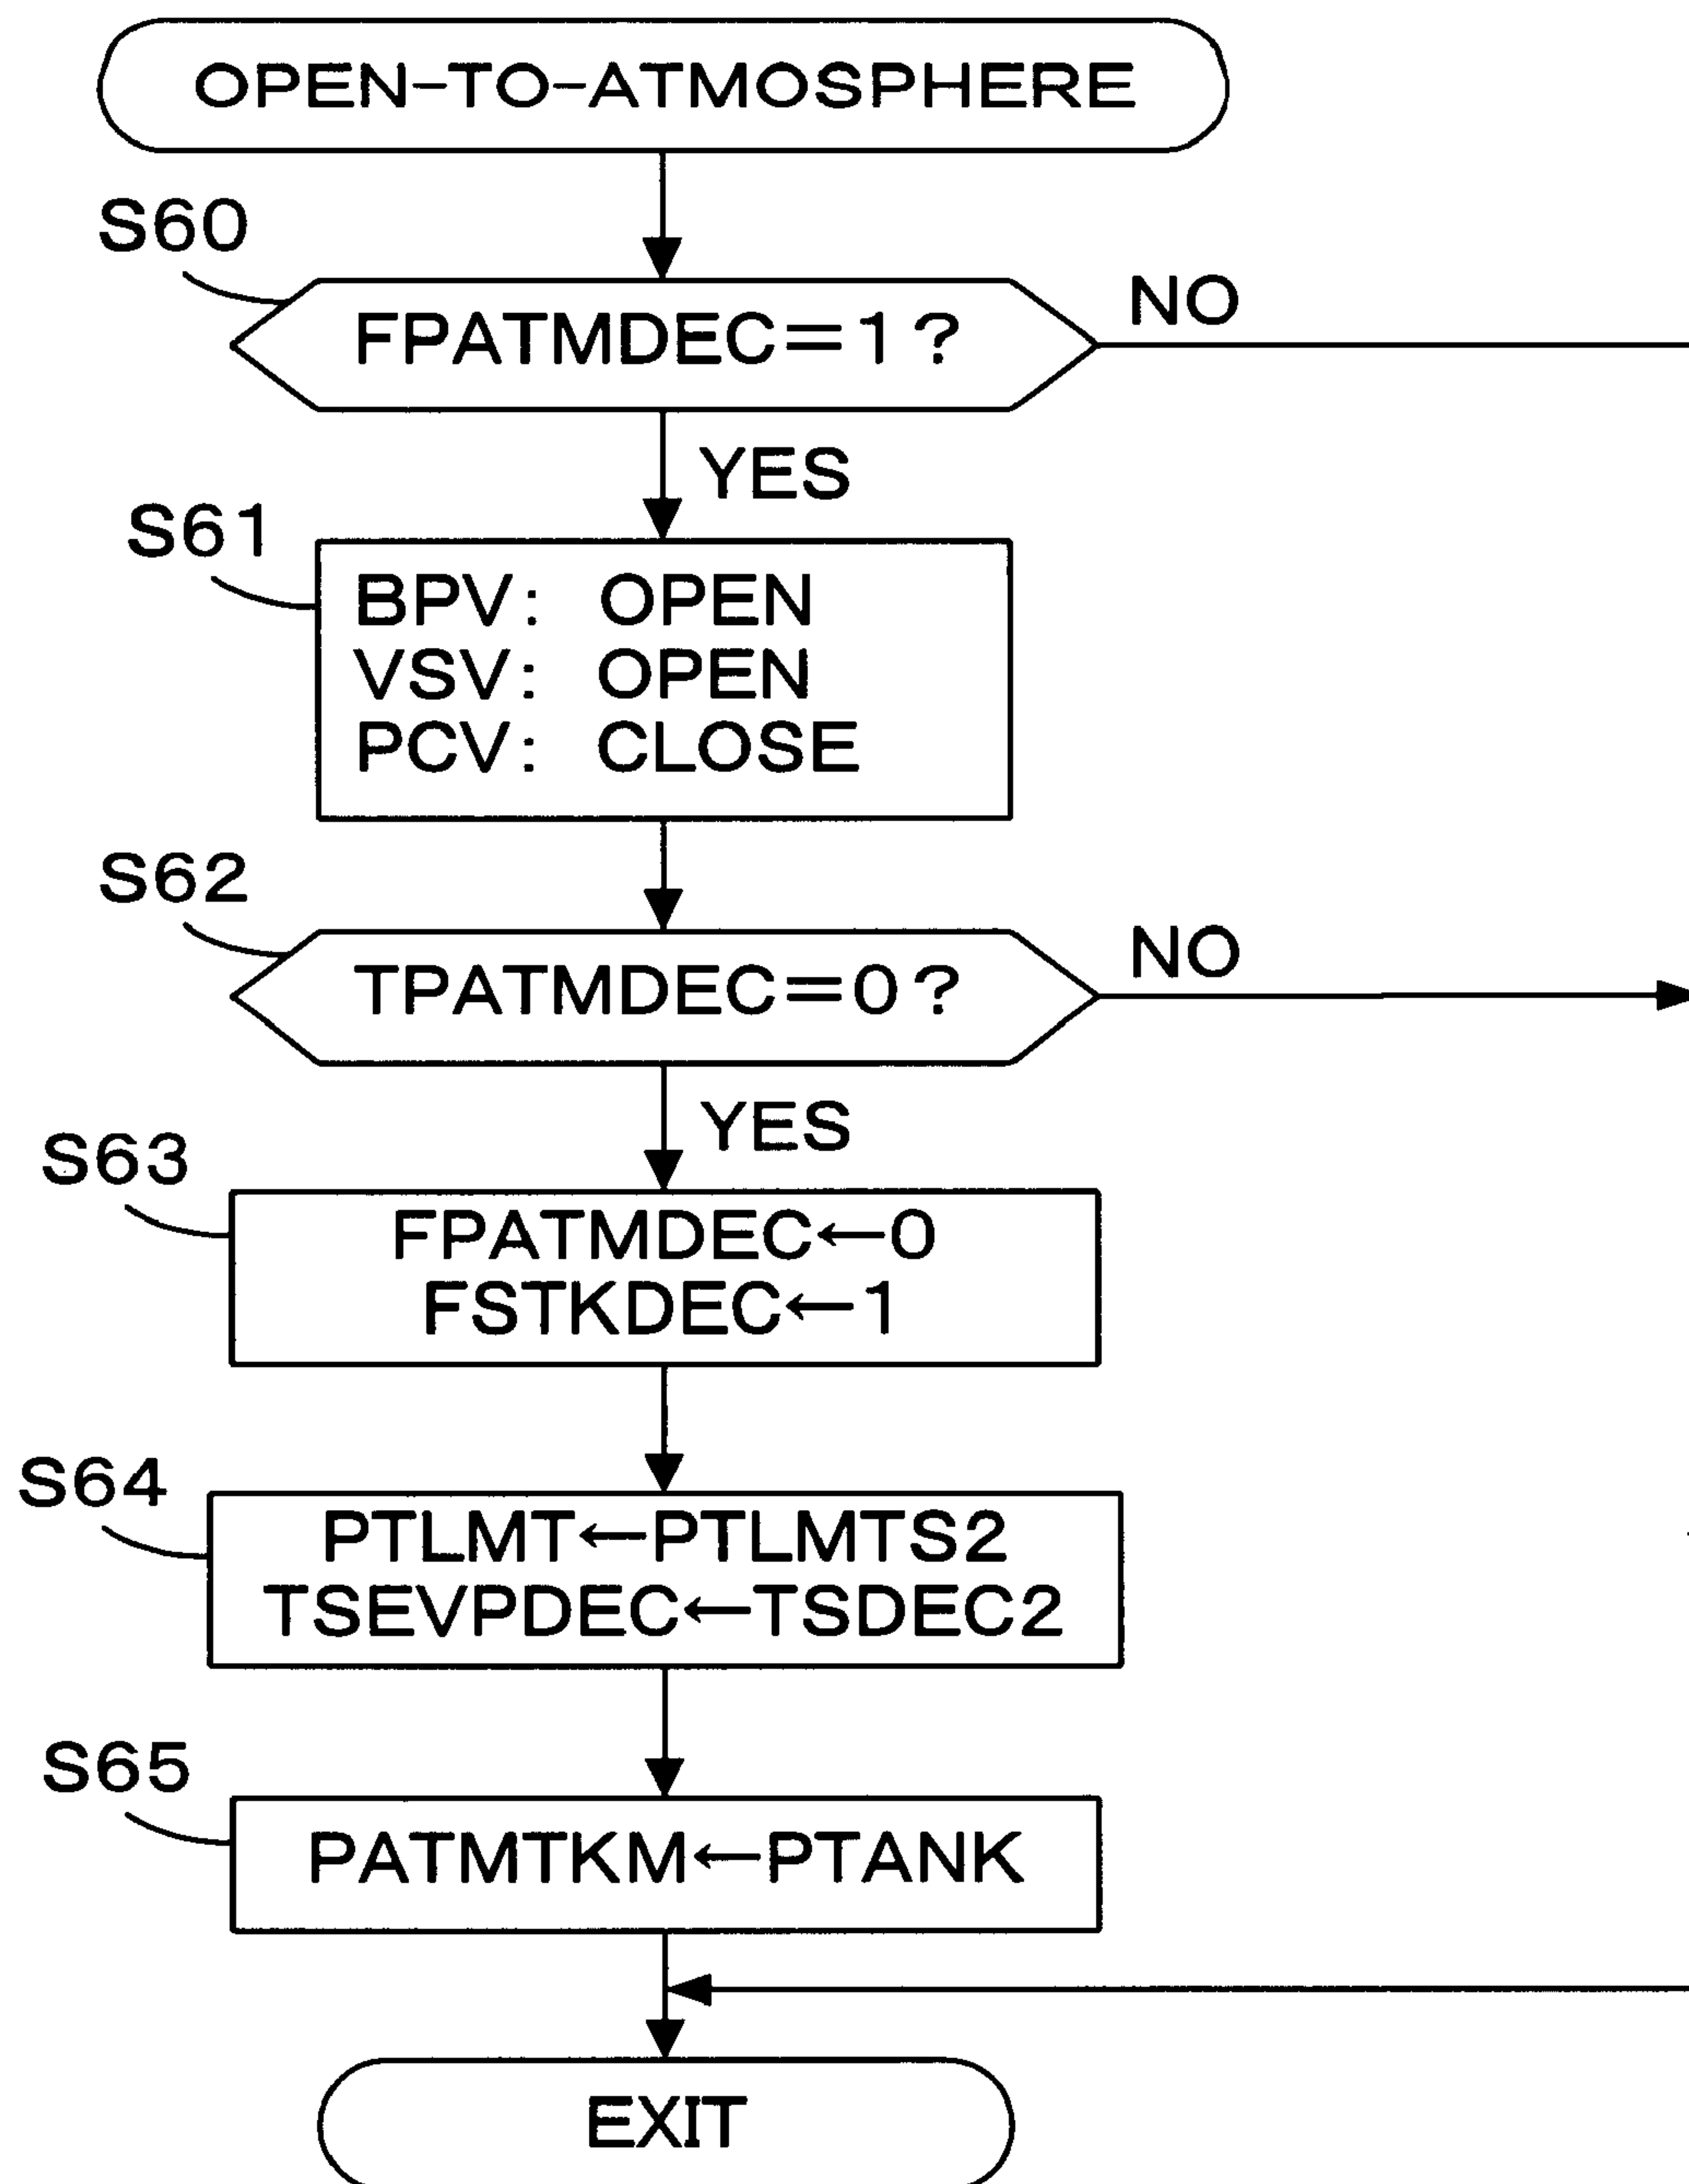 OPEN-TO-ATMOSPHERE
S60
FPATMDEC=1?
NO
YES
S61
BPV: OPEN
VSV: OPEN
PCV: CLOSE
S62
TPATMDEC=0?
NO
YES
S63
FPATMDEC←0
FSTKDEC←1
S64
PTLMT←PTLMTS2
TSEVPDEC←TSDEC2
S65
PATMTKM←PTANK
EXIT